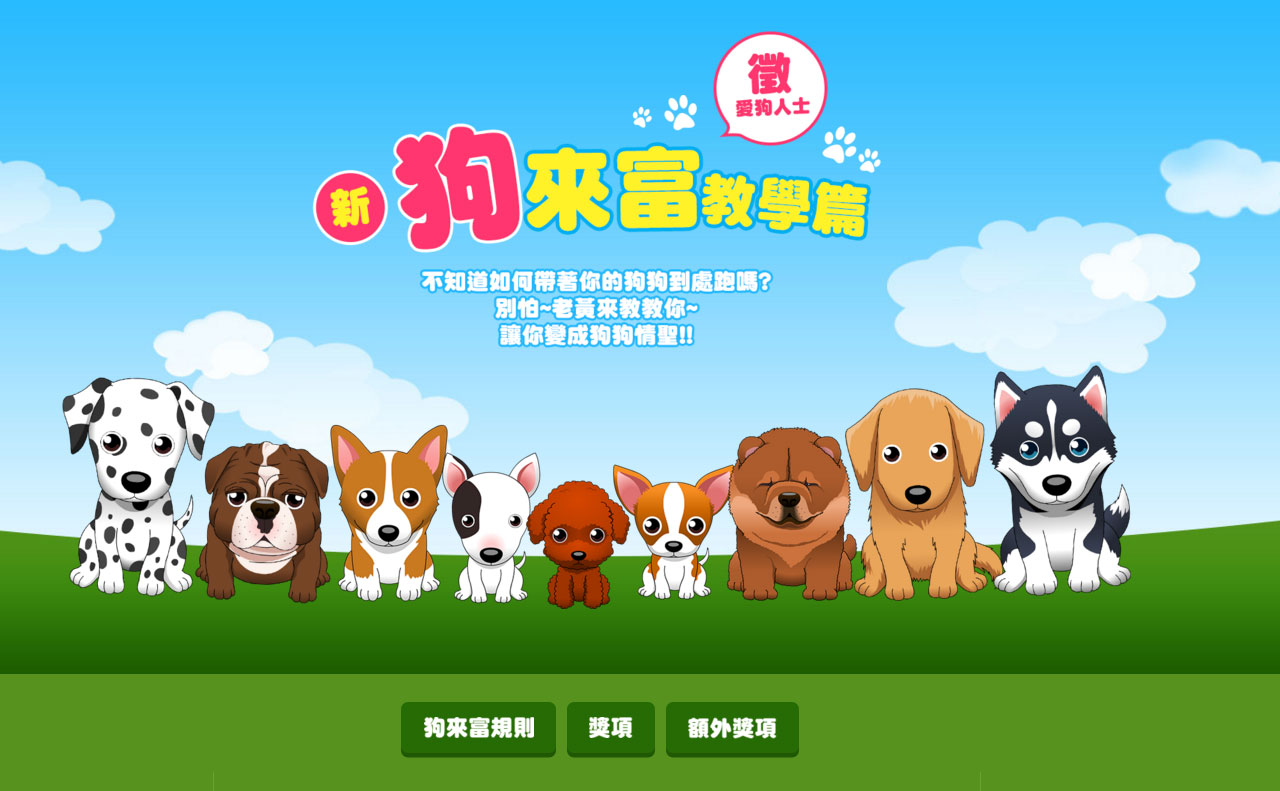 徵
愛狗人士
新狗來富教學篇
不知道如何帶著你的狗狗到處跑嗎?
別怕~老黃來教教你~
讓你變成狗狗情聖!!
狗來富規則
獎項
額外獎項